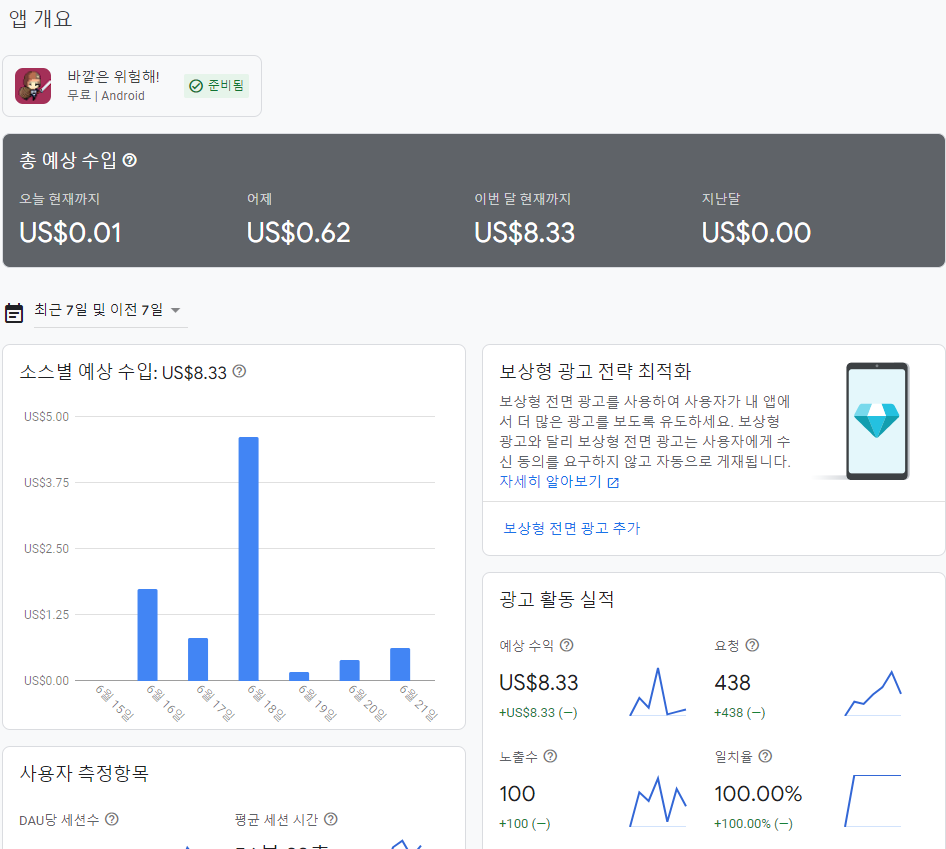 앱 개요
바깥은 위험해!
무료 | Android
준비됨
총 예상 수입
오늘 현재까지
US$0.01
어제
US$0.62
이번 달 현재까지
US$8.33
지난달
US$0.00
최근 7일 및 이전 7일
소스별 예상 수입: US$8.33
US$5.00
US$3.75
US$2.50
US$1.25
US$0.00
6월 15일
6월 16일
6월 17일
6월 18일
6월 19일
6월 20일
6월 21일
보상형 광고 전략 최적화
보상형 전면 광고를 사용하여 사용자가 내 앱에
서 더 많은 광고를 보도록 유도하세요. 보상형
광고와 달리 보상형 전면 광고는 사용자에게 수
신 동의를 요구하지 않고 자동으로 게재됩니다.
자세히 알아보기
보상형 전면 광고 추가
광고 활동 실적
예상 수익
US$8.33
+US$8.33 (—)
요청
438
+438 (—)
노출수
100
+100 (—)
일치율
100.00%
+100.00% (—)
사용자 측정항목
DAU당 세션수
평균 세션 시간